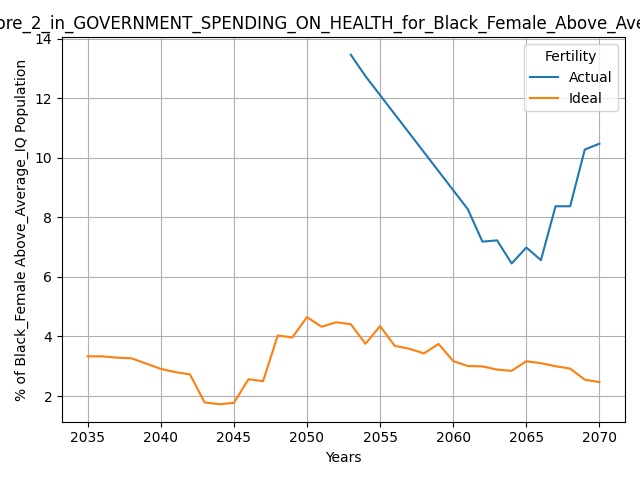 ore_2_in_GOVERNMENT_SPENDING_ON_HEALTH_for_Black_Female_Above_Ave
% of Black_Female Above_Average_IQ Population
14
12
10
8
6
4
2
Fertility
Actual
Ideal
2035 2040 2045 2050 2055 2060 2065 2070
Years